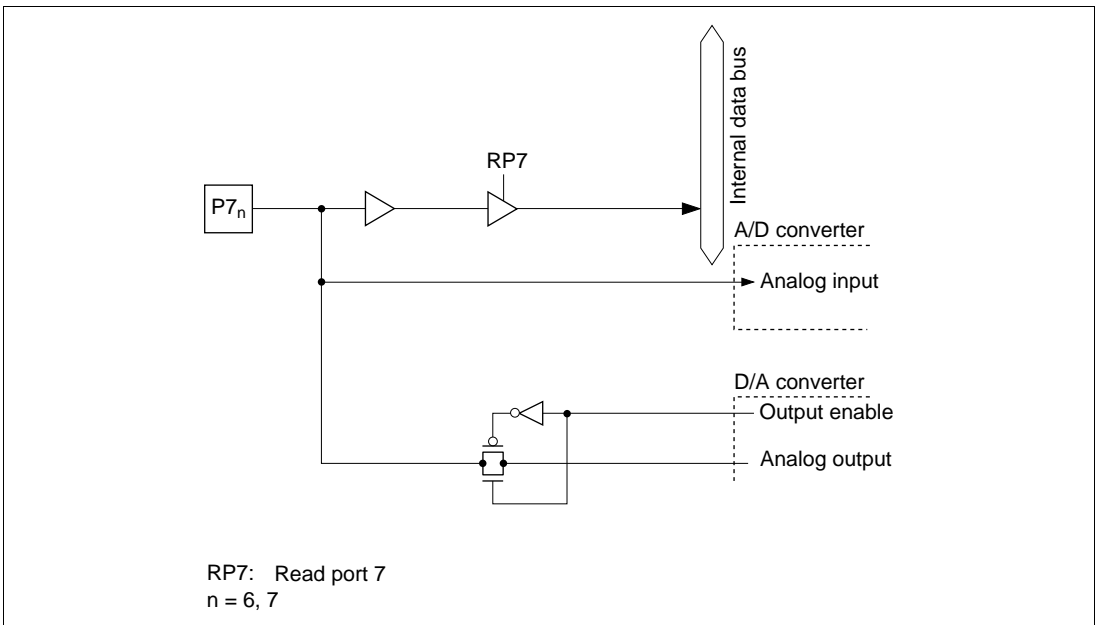 Internal data bus
RP7
P7n
A/D converter
Analog input
D/A converter
Output enable
Analog output
RP7: Read port 7
n = 6, 7